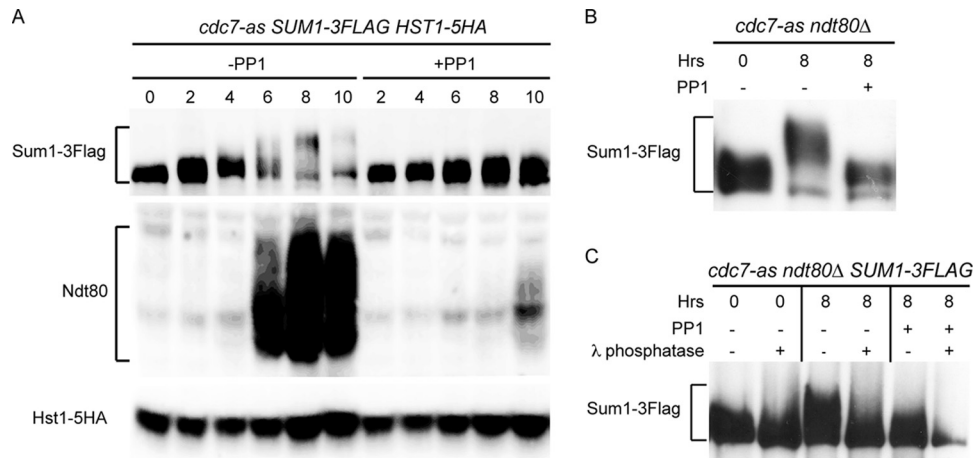 A
cdc7-as SUM1-3FLAG HST1-5HA
-PP1 +PP1
0 2 4 6 8 10 2 4 6 8 10
Sum1-3Flag
Ndt80
Hst1-5HA
B
cdc7-as ndt80Δ
Hrs 0 8 8
PP1 - - +
Sum1-3Flag
C
cdc7-as ndt80Δ SUM1-3FLAG
Hrs 0 0 8 8 8 8
PP1 - - - - + +
λ phosphatase - + - + - +
Sum1-3Flag